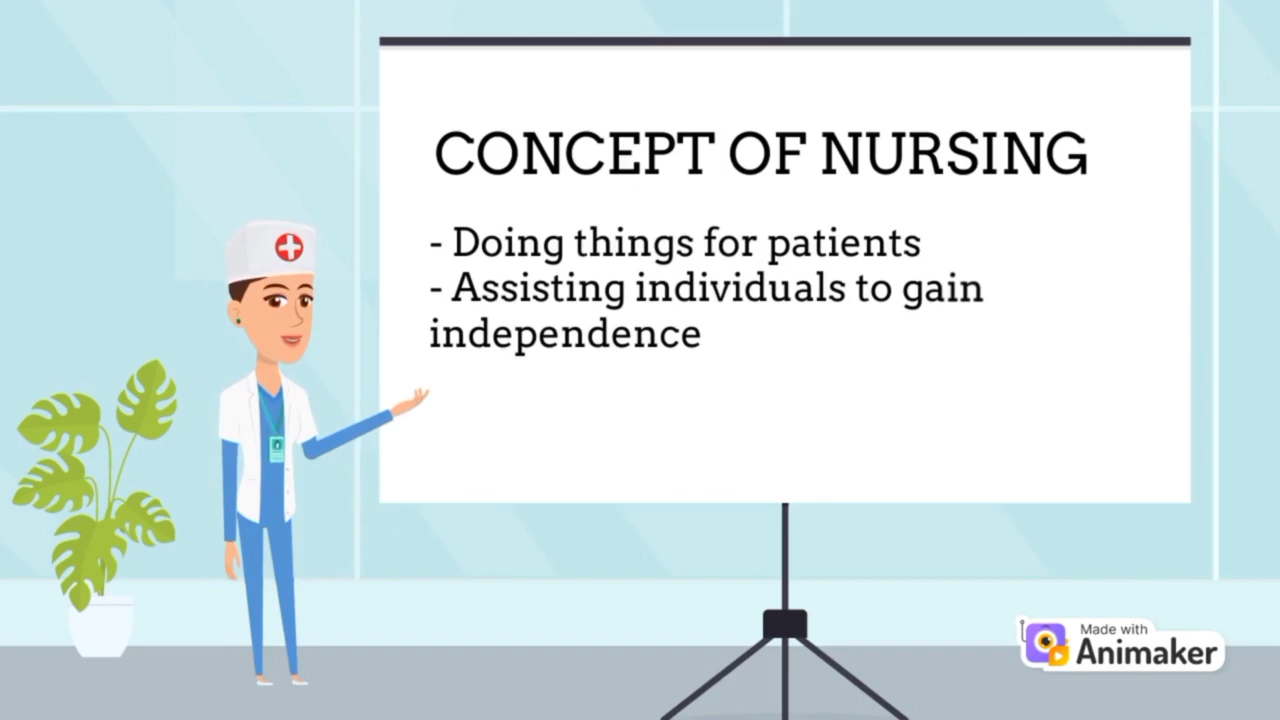 CONCEPT OF NURSING
- Doing things for patients
- Assisting individuals to gain
independence
Made with
Animaker